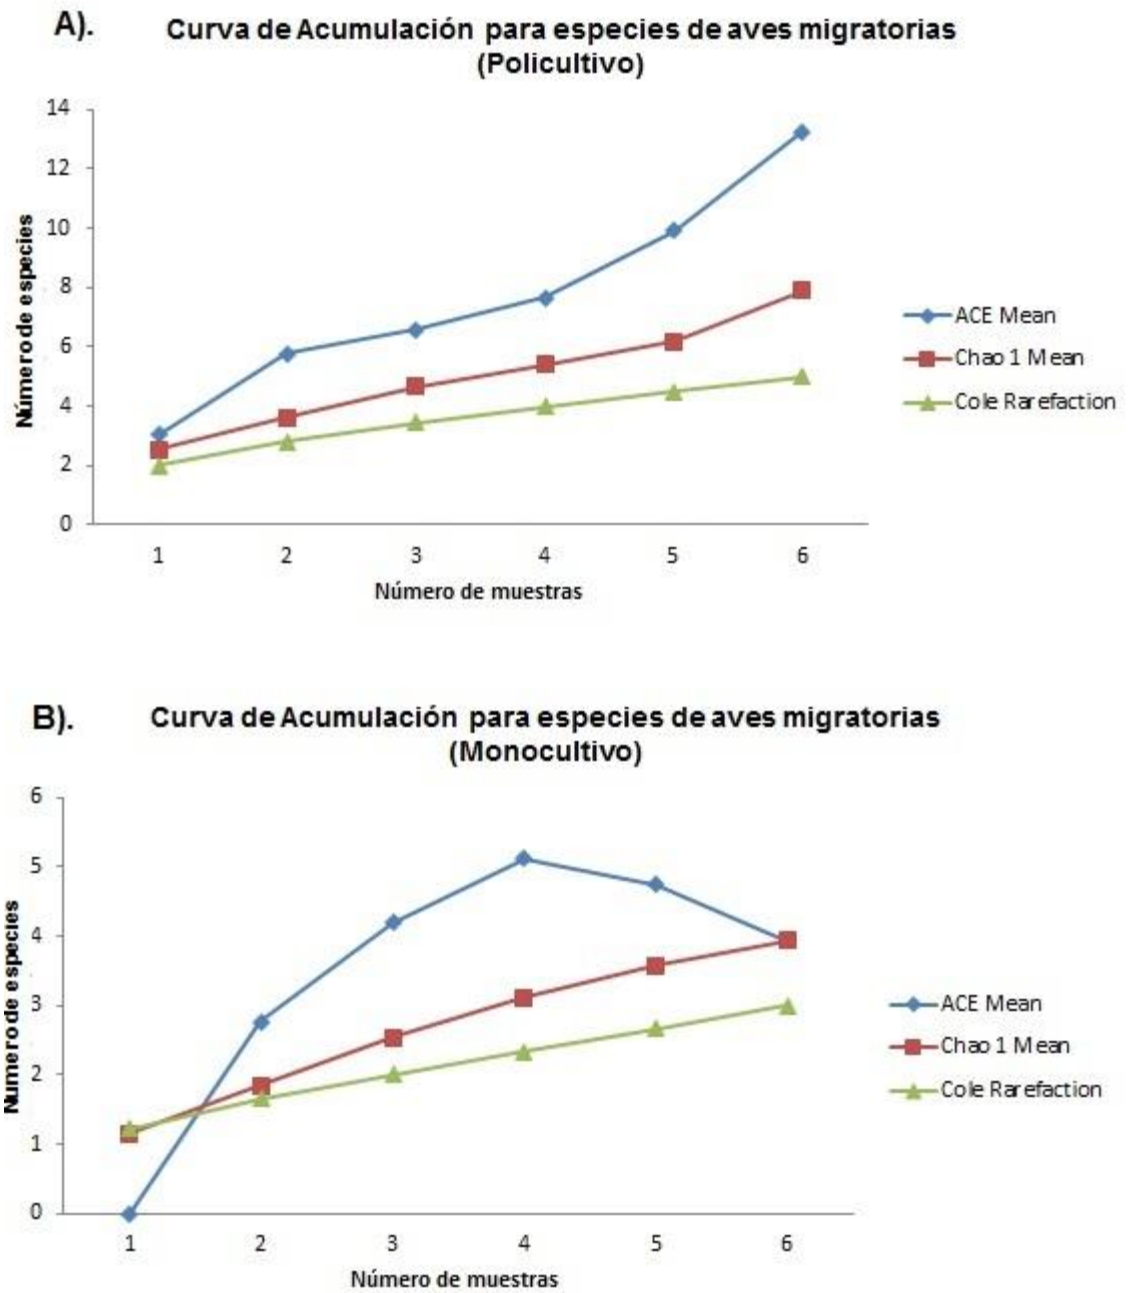 A).
Curva de Acumulación para especies de aves migratorias
(Policultivo)
14
12
10
8
6
4
2
0
Número de especies
1 2 3 4 5 6
Número de muestras
ACE Mean
Chao 1 Mean
Cole Rarefaction
B).
Curva de Acumulación para especies de aves migratorias
(Monocultivo)
6
5
4
3
2
1
0
Numero de especies
1 2 3 4 5 6
Número de muestras
ACE Mean
Chao 1 Mean
Cole Rarefaction